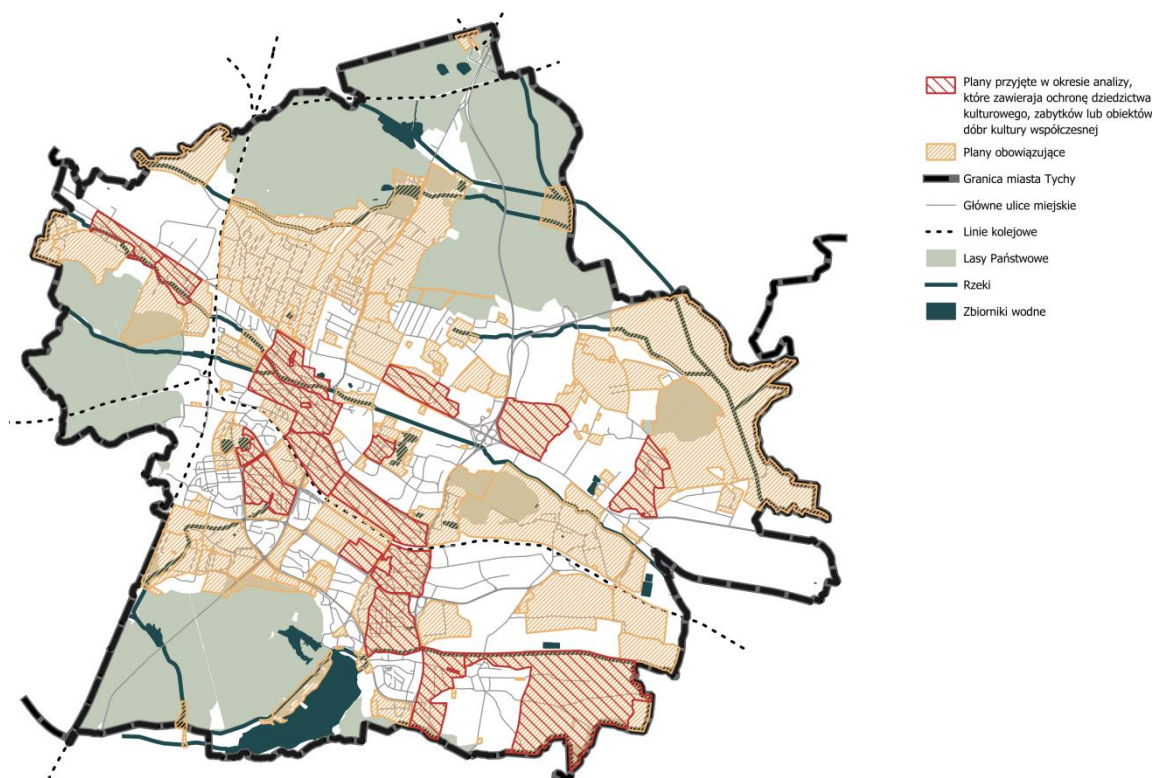 Plany przyjęte w okresie analizy,
które zawieraja ochronę dziedzictwa
kulturowego, zabytków lub obiektów
dóbr kultury współczesnej
Plany obowiązujące
Granica miasta Tychy
Główne ulice miejskie
Linie kolejowe
Lasy Państwowe
Rzeki
Zbiorniki wodne